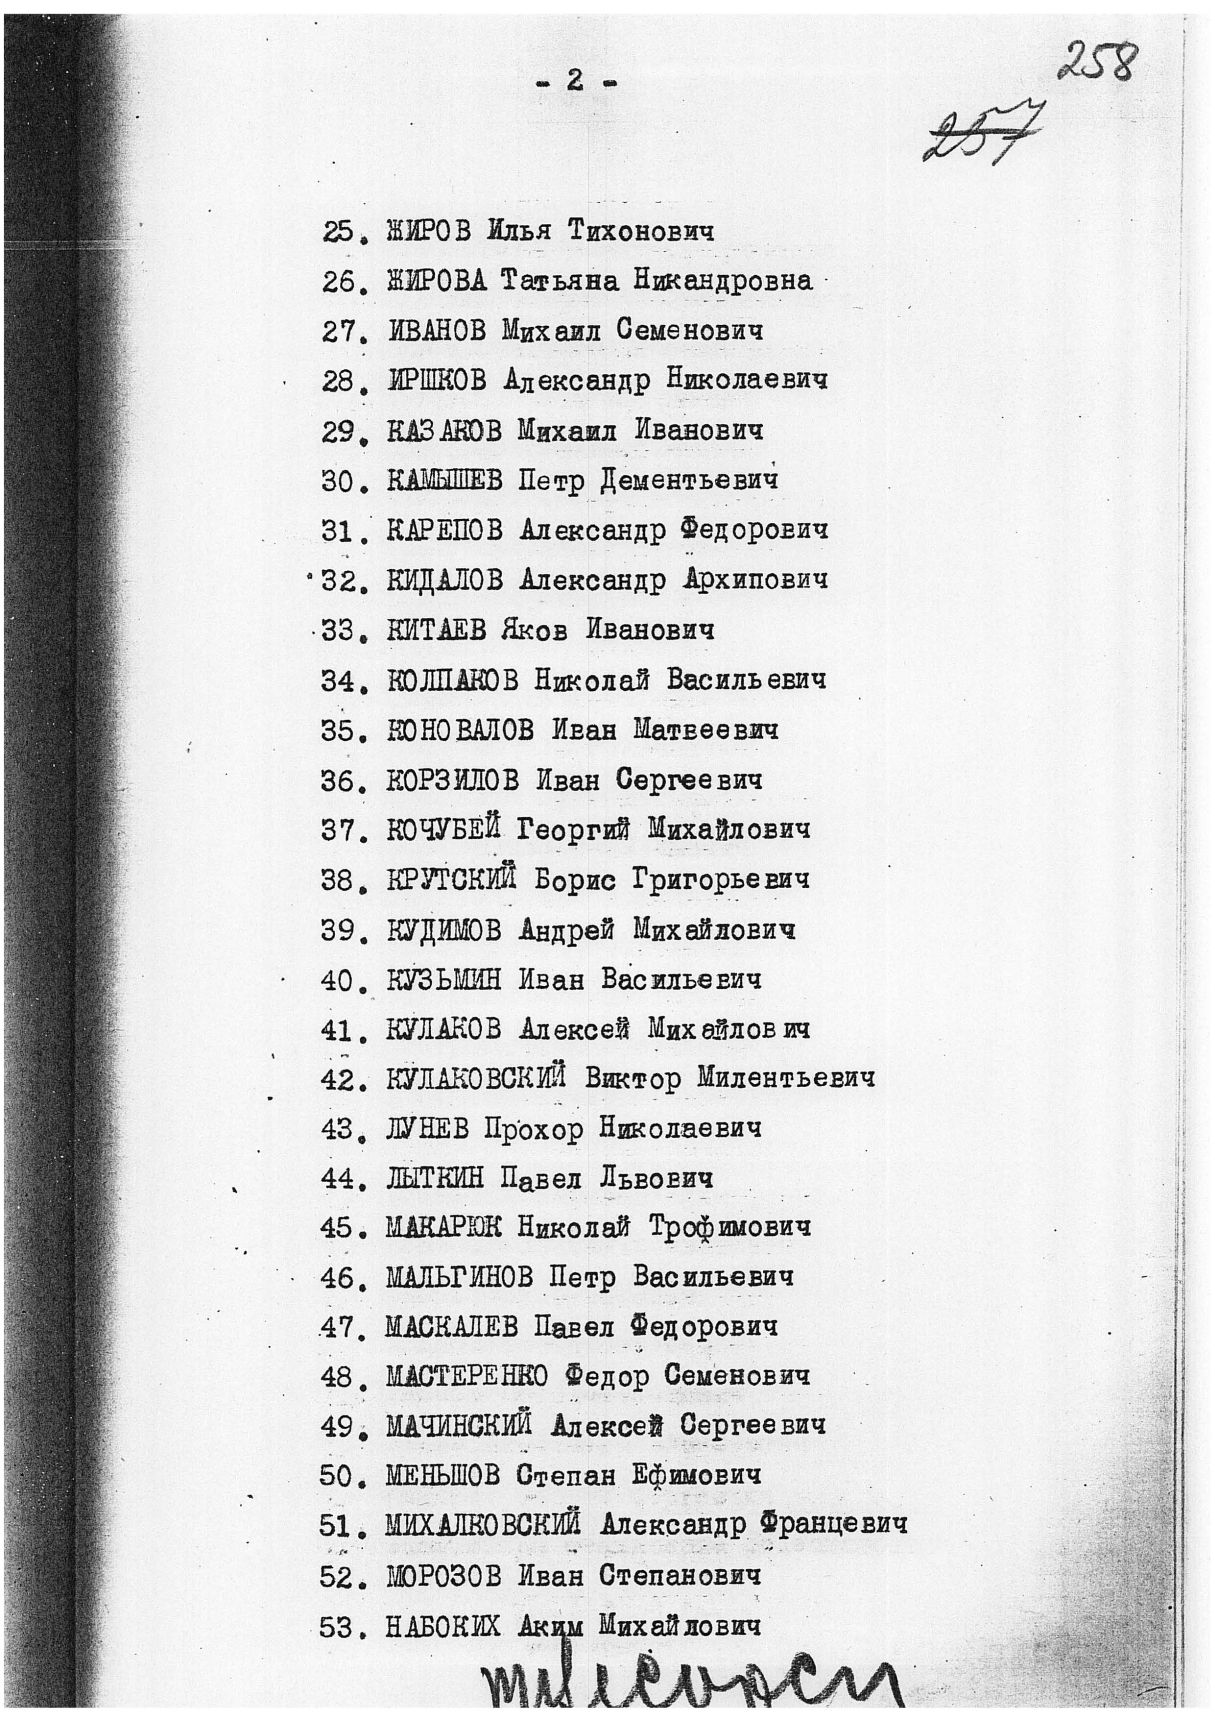 - 2 -
258
257
25. ЖИРОВ Илья Тихонович
26. ЖИРОВА Татьяна Никандровна
27. ИВАНОВ Михаил Семенович
28. ИРШКОВ Александр Николаевич
29. КАЗАКОВ Михаил Иванович
30. КАМЫШЕВ Петр Дементьевич
31. КАРЕПОВ Александр Федорович
32. КИДАЛОВ Александр Архипович
33. КИТАЕВ Яков Иванович
34. КОЛПАКОВ Николай Васильевич
35. КОНОВАЛОВ Иван Матвеевич
36. КОРЗИЛОВ Иван Сергеевич
37. КОЧУБЕЙ Георгий Михайлович
38. КРУТСКИЙ Борис Григорьевич
39. КУДИМОВ Андрей Михайлович
40. КУЗЬМИН Иван Васильевич
41. КУЛАКОВ Алексей Михайлович
42. КУЛАКОВСКИЙ Виктор Милентьевич
43. ЛУНЕВ Прохор Николаевич
44. ЛЫТКИН Павел Львович
45. МАКАРЮК Николай Трофимович
46. МАЛЬГИНОВ Петр Васильевич
47. МАСКАЛЕВ Павел Федорович
48. МАСТЕРЕНКО Федор Семенович
49. МАЧИНСКИЙ Алексей Сергеевич
50. МЕНЬШОВ Степан Ефимович
51. МИХАЛКОВСКИЙ Александр Францевич
52. МОРОЗОВ Иван Степанович
53. НАБОКИХ Аким Михайлович